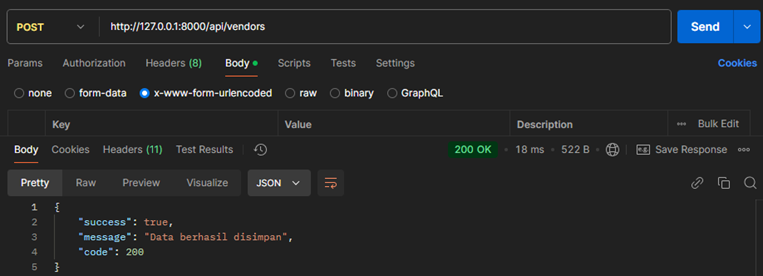 POST http://127.0.0.1:8000/api/vendors Send
Params Authorization Headers (8) Body Scripts Tests Settings Cookies
none form-data x-www-form-urlencoded raw binary GraphQL
Key Value Description ••• Bulk Edit
Body Cookies Headers (11) Test Results 200 OK • 18 ms • 522 B • e.g. Save Response •••
Pretty Raw Preview Visualize JSON
1 {
2 "success": true,
3 "message": "Data berhasil disimpan",
4 "code": 200
5 }